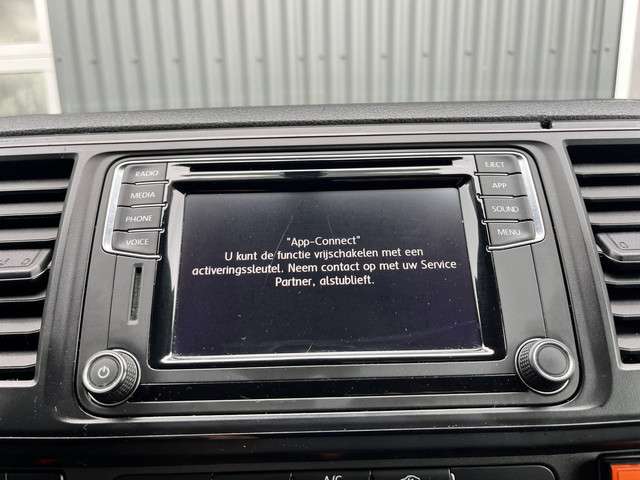 RADIO
MEDIA
PHONE
VOICE
EJECT
APP
SOUND
MENU
"App-Connect"
U kunt de functie vrijschakelen met een
activeringssleutel. Neem contact op met uw Service
Partner, alstublieft.
A/C